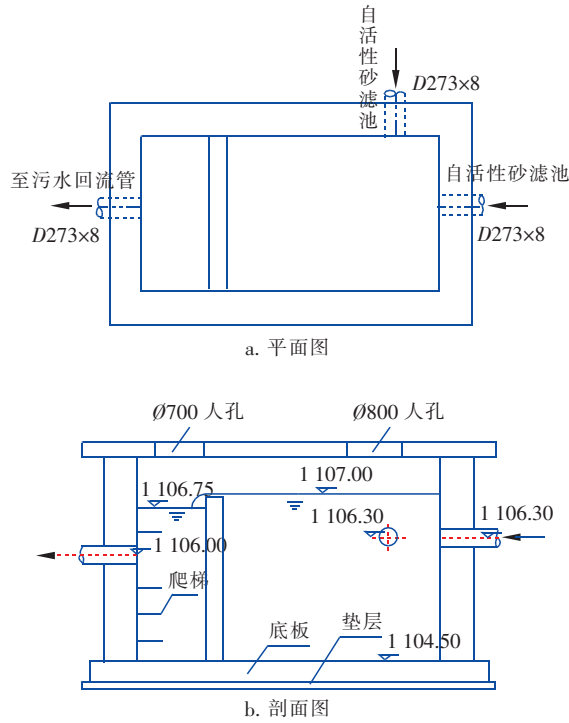 自活性砂滤池
D273×8
至污水回流管
自活性砂滤池
D273×8
D273×8
a. 平面图
Ø700 人孔
Ø800 人孔
1 107.00
1 106.75
1 106.30
1 106.30
1 106.00
爬梯
底板
垫层
1 104.50
b. 剖面图